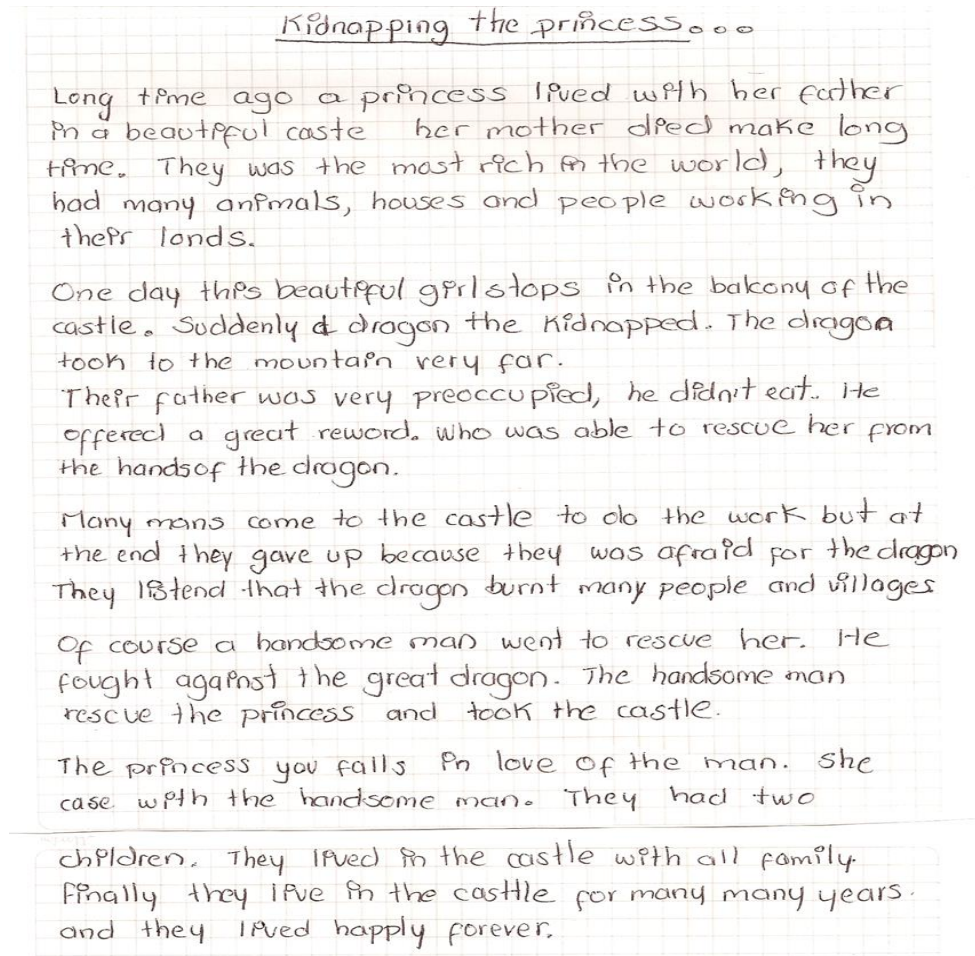 Kidnapping the princess...
Long time ago a princess lived with her father
in a beautiful caste her mother died make long
time. They was the most rich in the world, they
had many animals, houses and people working in
their londs.
One day this beautiful girl stops in the balcony of the
castle. Suddenly a dragon the kidnapped. The dragon
took to the mountain very far.
Their father was very preoccupied, he didn't eat. He
offered a great reword. Who was able to rescue her from
the hands of the dragon.
Many mans come to the castle to do the work but at
the end they gave up because they was afraid for the dragon
They listend that the dragon burnt many people and villages
Of course a handsome man went to rescue her. He
fought against the great dragon. The handsome man
rescue the princess and took the castle.
The princess you falls in love of the man. She
case with the handsome man. They had two
children. They lived in the castle with all family.
Finally they live in the casttle for many many years.
and they lived happly forever.